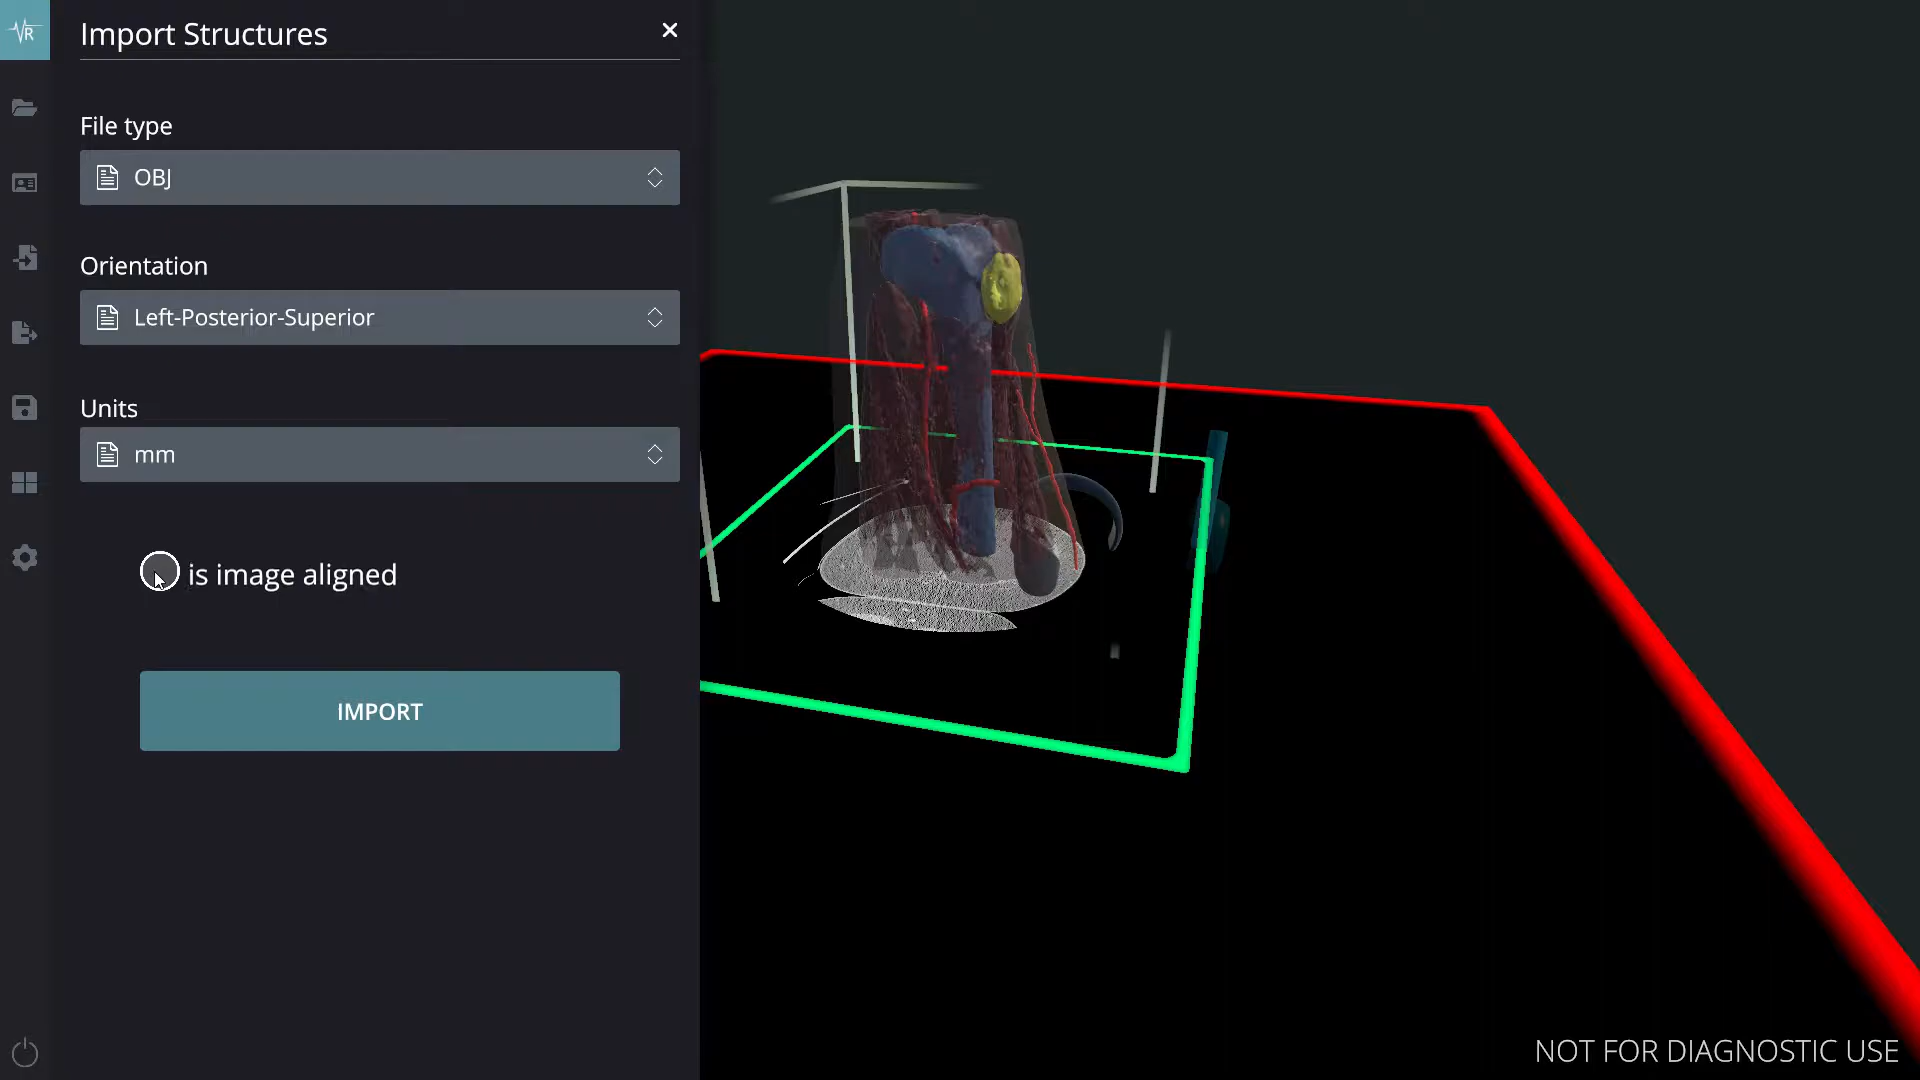 R
Import Structures
File type
OBJ
Orientation
Left-Posterior-Superior
Units
mm
is image aligned
IMPORT
NOT FOR DIAGNOSTIC USE